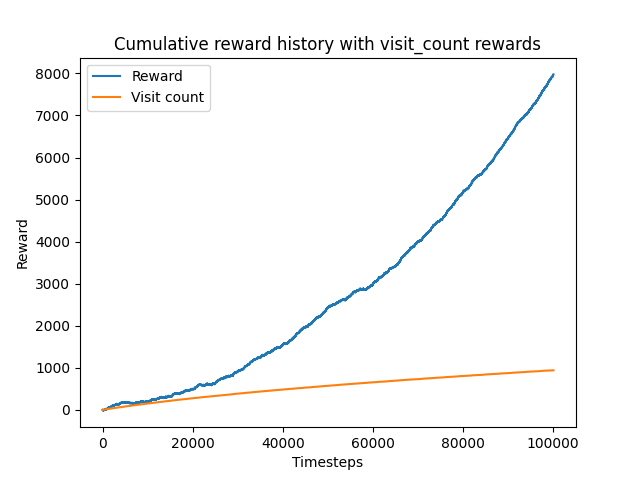 Cumulative reward history with visit_count rewards
Reward
Visit count
8000
7000
6000
5000
4000
3000
2000
1000
0
Reward
0 20000 40000 60000 80000 100000
Timesteps